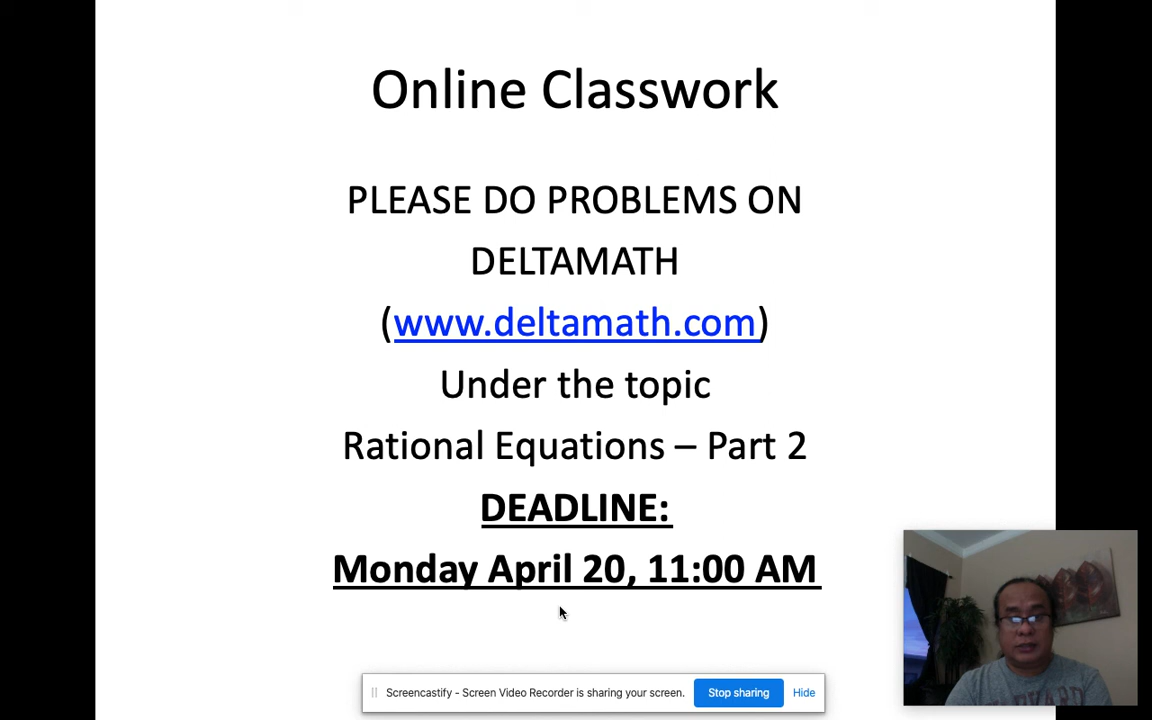 Online Classwork
PLEASE DO PROBLEMS ON
DELTAMATH
(www.deltamath.com)
Under the topic
Rational Equations – Part 2
DEADLINE:
Monday April 20, 11:00 AM
Screencastify - Screen Video Recorder is sharing your screen.
Stop sharing
Hide